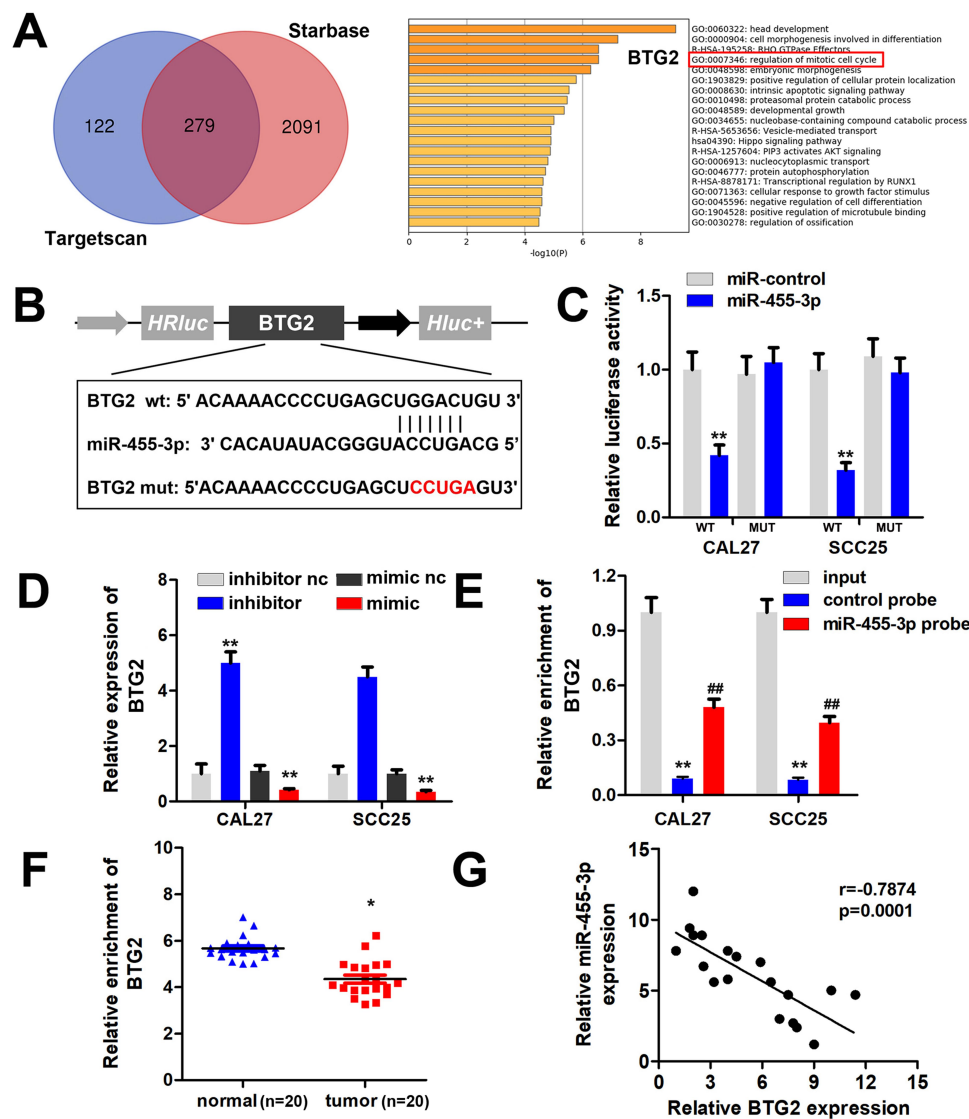 A
Starbase
122
279
2091
Targetscan
BTG2
GO:0060322: head development
GO:0000904: cell morphogenesis involved in differentiation
R-HSA-195258: RHO GTPase Effectors
GO:0007346: regulation of mitotic cell cycle
GO:0048598: embryonic morphogenesis
GO:1903829: positive regulation of cellular protein localization
GO:0008630: intrinsic apoptotic signaling pathway
GO:0010498: proteasomal protein catabolic process
GO:0048589: developmental growth
GO:0034655: nucleobase-containing compound catabolic process
R-HSA-5653656: Vesicle-mediated transport
hsa04390: Hippo signaling pathway
R-HSA-1257604: PIP3 activates AKT signaling
GO:0006913: nucleocytoplasmic transport
GO:0046777: protein autophosphorylation
R-HSA-8878171: Transcriptional regulation by RUNX1
GO:0071363: cellular response to growth factor stimulus
GO:0045596: negative regulation of cell differentiation
GO:1904528: positive regulation of microtubule binding
GO:0030278: regulation of ossification
0 2 4 6 8
-log10(P)
B
HRluc BTG2 Hluc+
BTG2 wt: 5' ACAAAACCCCUGAGCUGGACUGU 3'
miR-455-3p: 3' CACAUAUACGGGUACCUGACG 5'
BTG2 mut: 5'ACAAAACCCCUGAGCUCCUGAGU3'
C
miR-control
miR-455-3p
Relative luciferase activity
1.5
1.0
0.5
0.0
** **
WT MUT WT MUT
CAL27 SCC25
D
inhibitor nc mimic nc
inhibitor mimic
Relative expression of
BTG2
8
6
4
2
0
** ** **
CAL27 SCC25
E
input
control probe
miR-455-3p probe
Relative enrichment of
BTG2
1.2
0.9
0.6
0.3
0.0
** ## ** ##
CAL27 SCC25
F
Relative enrichment of
BTG2
10
8
6
4
2
0
*
normal (n=20) tumor (n=20)
G
Relative miR-455-3p
expression
15
10
5
0
r=-0.7874
p=0.0001
0 3 6 9 12 15
Relative BTG2 expression